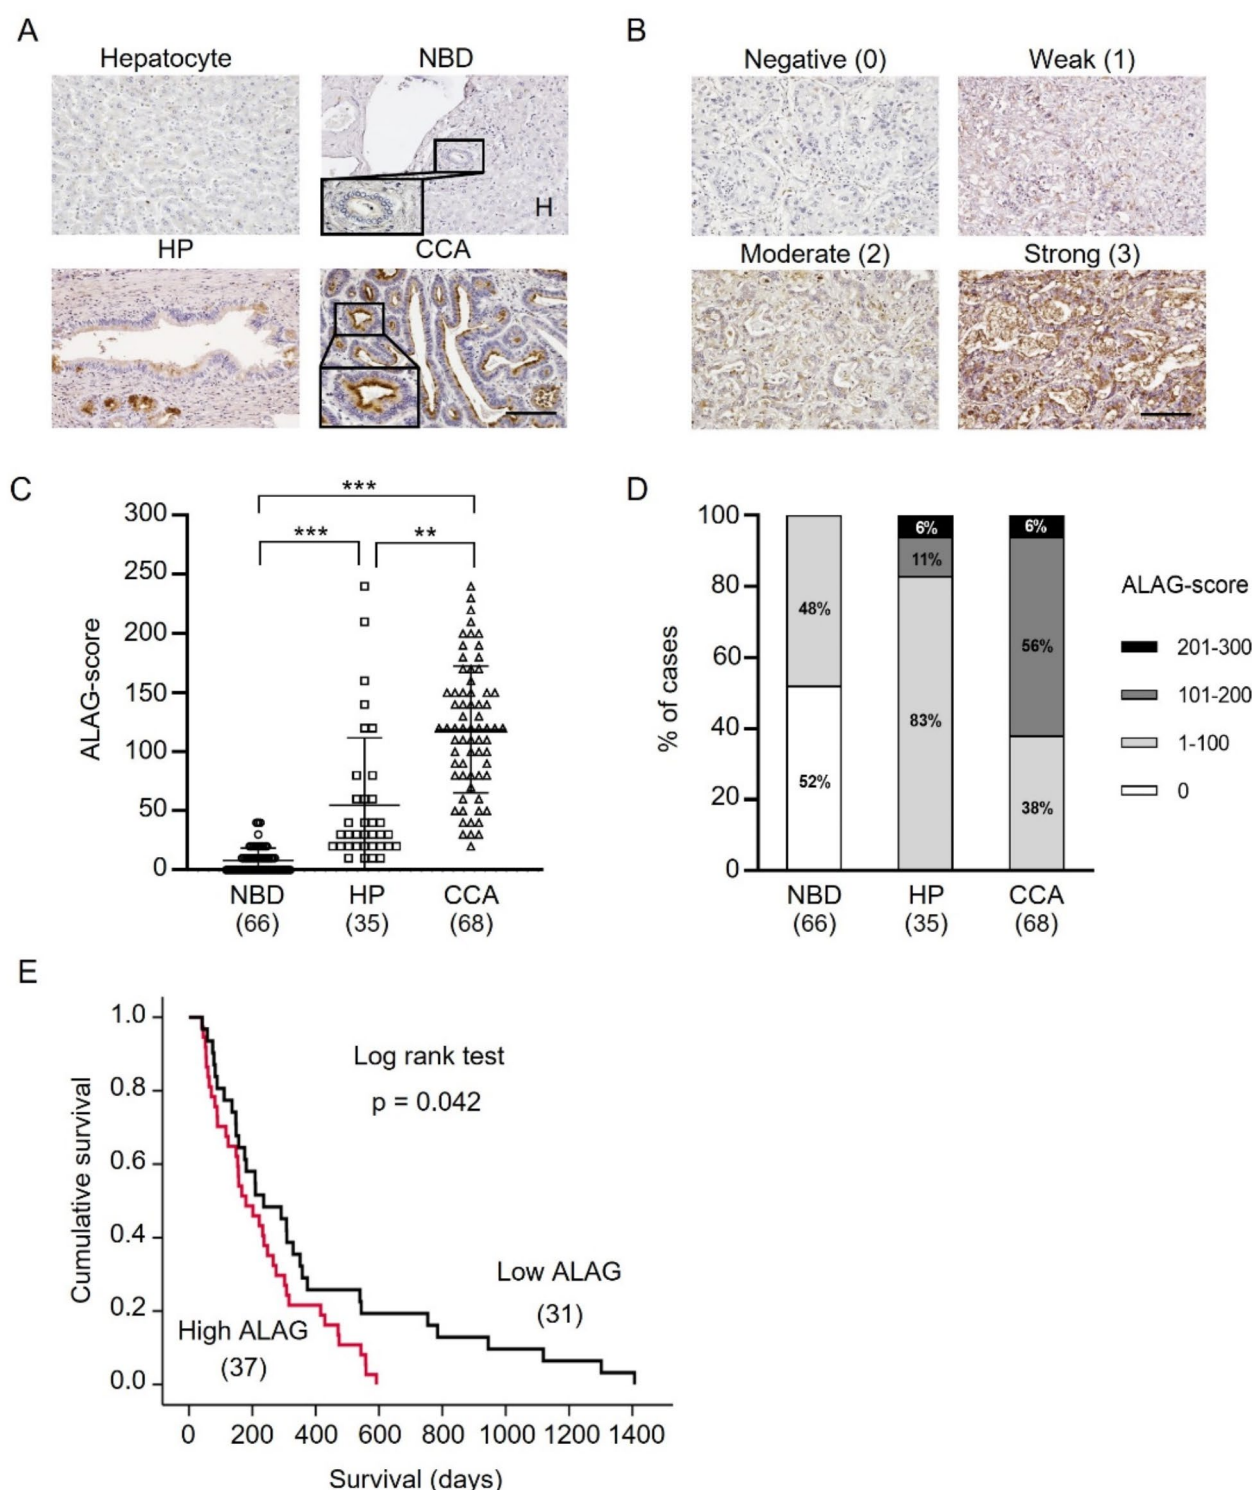 A
Hepatocyte
NBD
H
HP
CCA
B
Negative (0)
Weak (1)
Moderate (2)
Strong (3)
C
***
***
**
300
250
200
150
100
50
0
ALAG-score
NBD
HP
CCA
(66)
(35)
(68)
D
100
80
60
40
20
0
% of cases
48%
52%
6%
11%
83%
6%
56%
38%
NBD
HP
CCA
(66)
(35)
(68)
ALAG-score
201-300
101-200
1-100
0
E
1.0
0.8
0.6
0.4
0.2
0.0
Cumulative survival
Log rank test
p = 0.042
Low ALAG
(31)
High ALAG
(37)
0 200 400 600 800 1000 1200 1400
Survival (days)